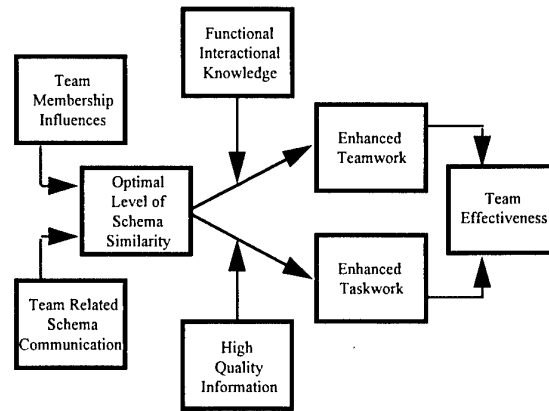 Team
Membership
Influences
Functional
Interactional
Knowledge
Optimal
Level of
Schema
Similarity
Enhanced
Teamwork
Team
Effectiveness
Team Related
Schema
Communication
High
Quality
Information
Enhanced
Taskwork